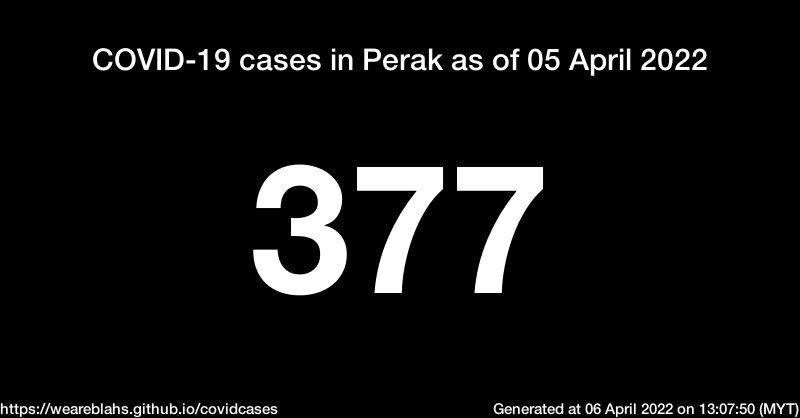 COVID-19 cases in Perak as of 05 April 2022
377
https://weareblahs.github.io/covidcases
Generated at 06 April 2022 on 13:07:50 (MYT)